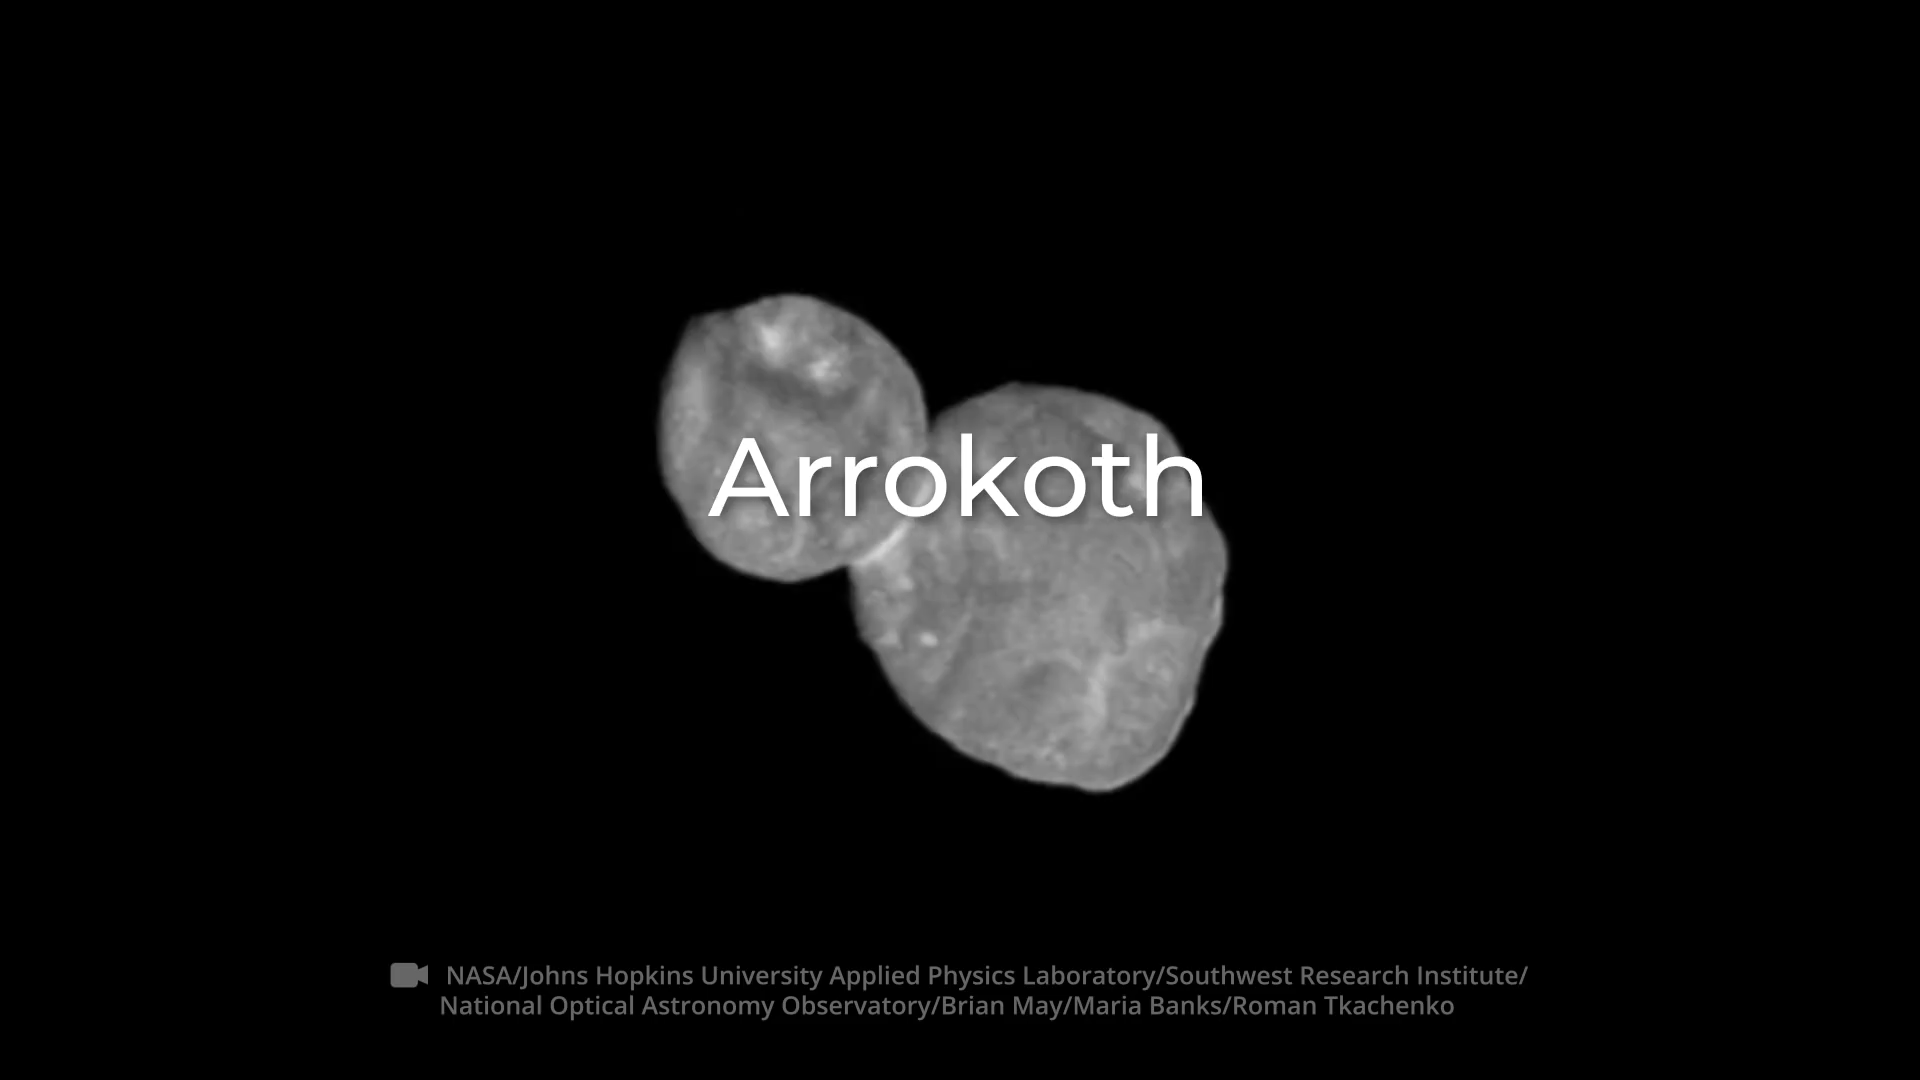 Arrokoth
NASA/Johns Hopkins University Applied Physics Laboratory/Southwest Research Institute/
National Optical Astronomy Observatory/Brian May/Maria Banks/Roman Tkachenko